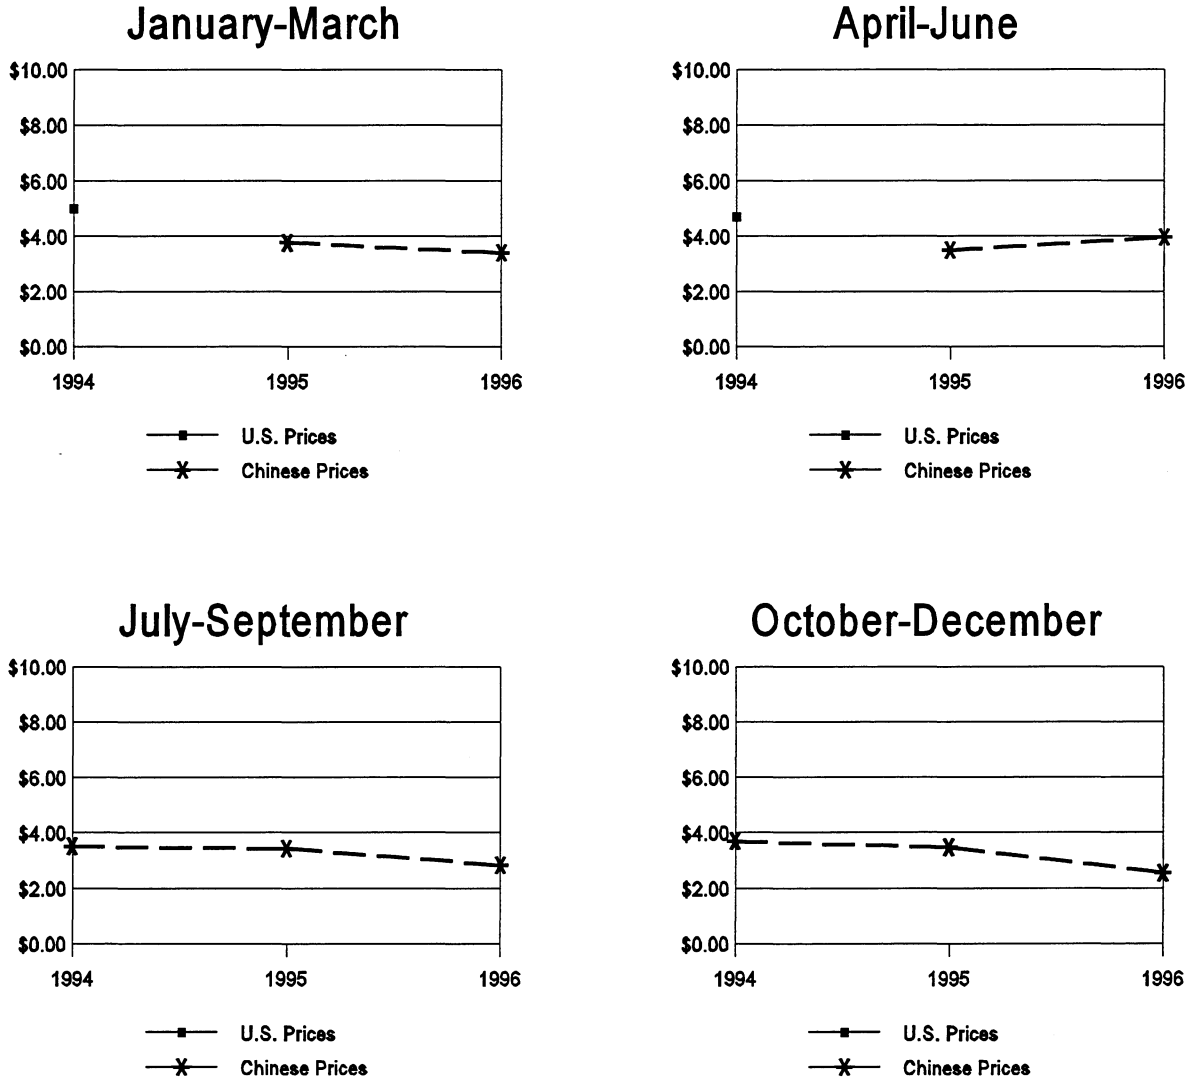 January-March
$10.00
$8.00
$6.00
$4.00
$2.00
$0.00
1994 1995 1996
U.S. Prices
Chinese Prices
April-June
$10.00
$8.00
$6.00
$4.00
$2.00
$0.00
1994 1995 1996
U.S. Prices
Chinese Prices
July-September
$10.00
$8.00
$6.00
$4.00
$2.00
$0.00
1994 1995 1996
U.S. Prices
Chinese Prices
October-December
$10.00
$8.00
$6.00
$4.00
$2.00
$0.00
1994 1995 1996
U.S. Prices
Chinese Prices